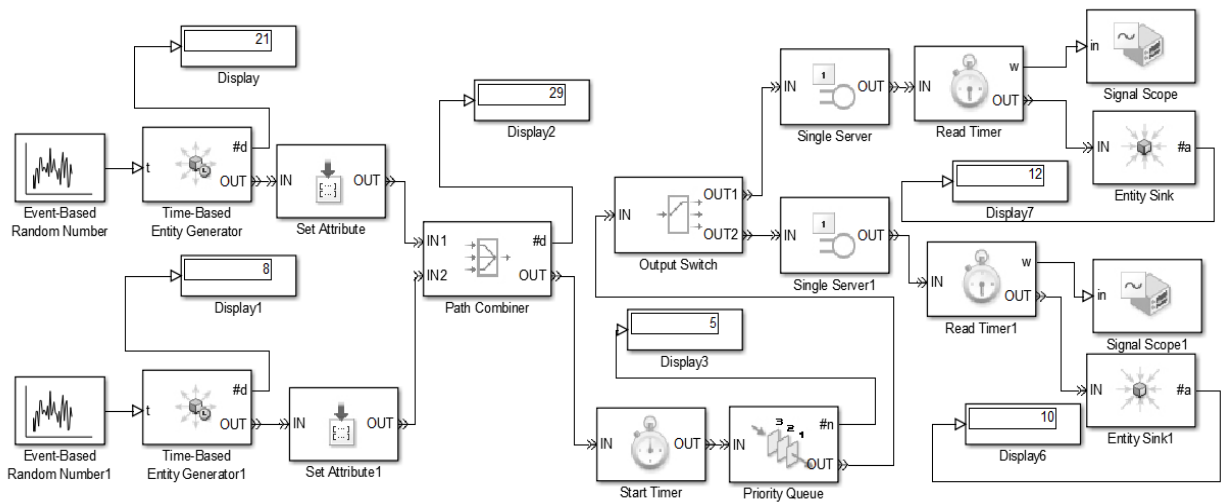 21
Display
t
#d
OUT
Event-Based
Random Number
Time-Based
Entity Generator
IN
OUT
Set Attribute
8
Display1
t
#d
OUT
Event-Based
Random Number1
Time-Based
Entity Generator1
IN
OUT
Set Attribute1
29
Display2
IN1
IN2
#d
OUT
Path Combiner
IN
OUT
Start Timer
5
Display3
IN
3 2 1
#n
OUT
Priority Queue
IN
OUT1
OUT2
Output Switch
IN
1
OUT
Single Server
IN
w
OUT
Read Timer
in
Signal Scope
IN
#a
Entity Sink
12
Display7
IN
1
OUT
Single Server1
IN
w
OUT
Read Timer1
in
Signal Scope1
IN
#a
Entity Sink1
10
Display6